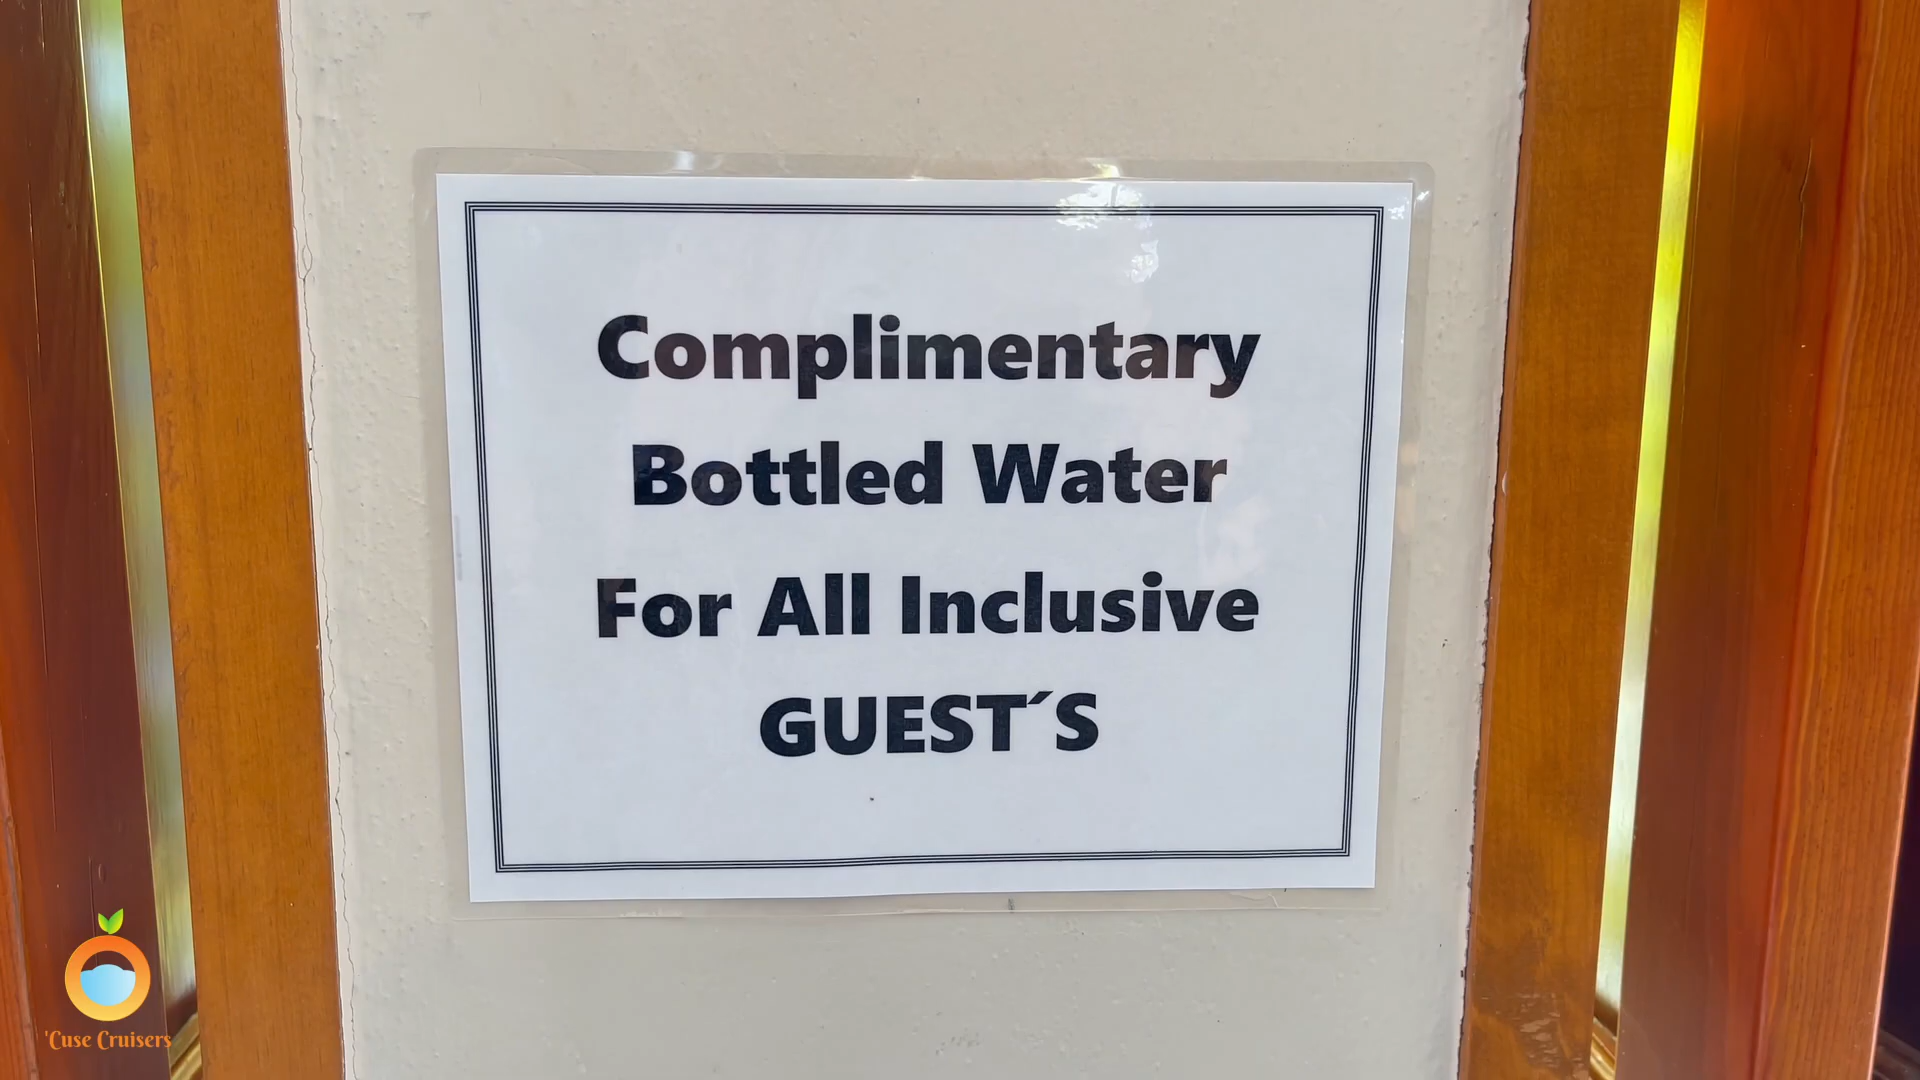 Complimentary
Bottled Water
For All Inclusive
GUEST´S
'Cuse Cruisers